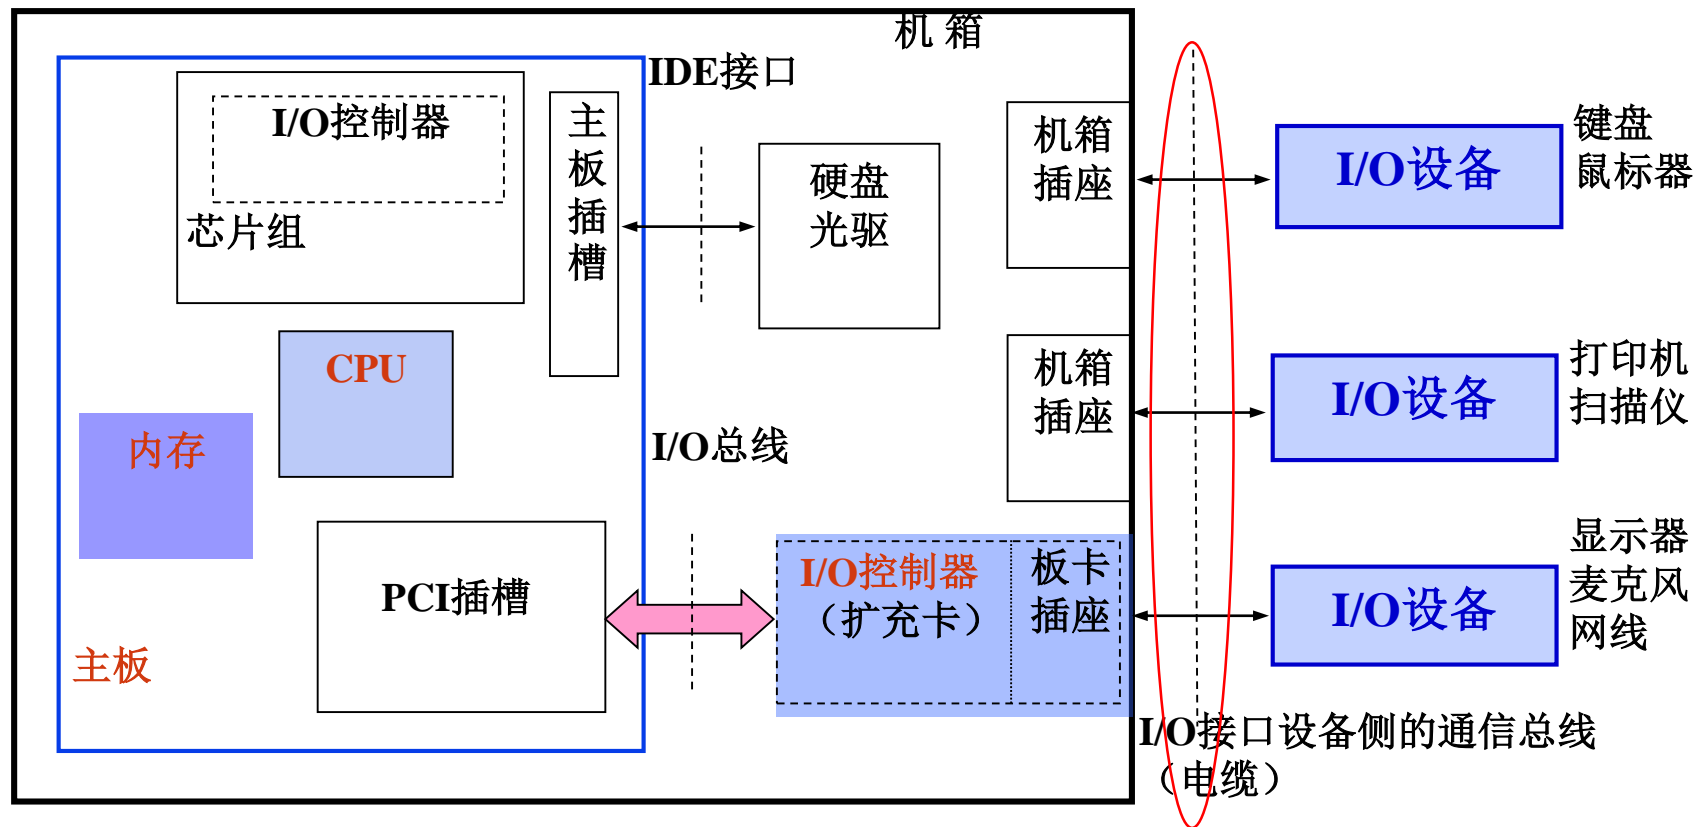 机 箱
IDE接口
I/O控制器
芯片组
主
板
插
槽
硬盘
光驱
机箱
插座
I/O设备
键盘
鼠标器
CPU
内存
I/O总线
机箱
插座
I/O设备
打印机
扫描仪
PCI插槽
主板
I/O控制器
（扩充卡）
板卡
插座
I/O设备
显示器
麦克风
网线
I/O接口设备侧的通信总线
（电缆）